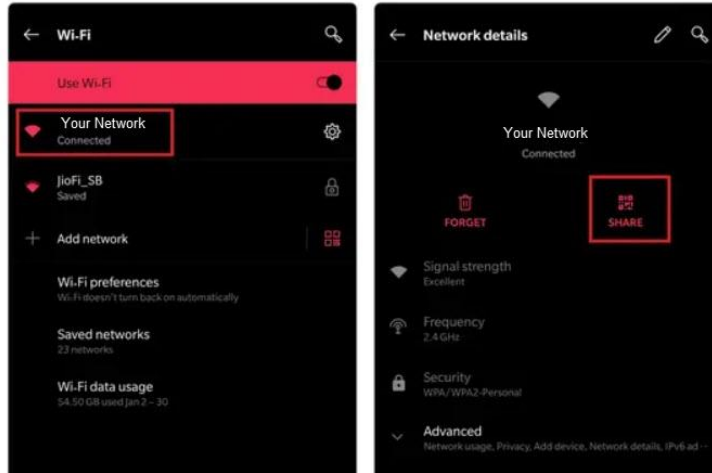 Wi-Fi
Use Wi-Fi
Your Network
Connected
JioFi_SB
Saved
Add network
Wi-Fi preferences
Wi-Fi doesn't turn back on automatically
Saved networks
23 networks
Wi-Fi data usage
54.50 GB used Jan 2 – 30
Network details
Your Network
Connected
FORGET
SHARE
Signal strength
Excellent
Frequency
2.4 GHz
Security
WPA/WPA2-Personal
Advanced
Network usage, Privacy, Add device, Network details, IPv6 ad··